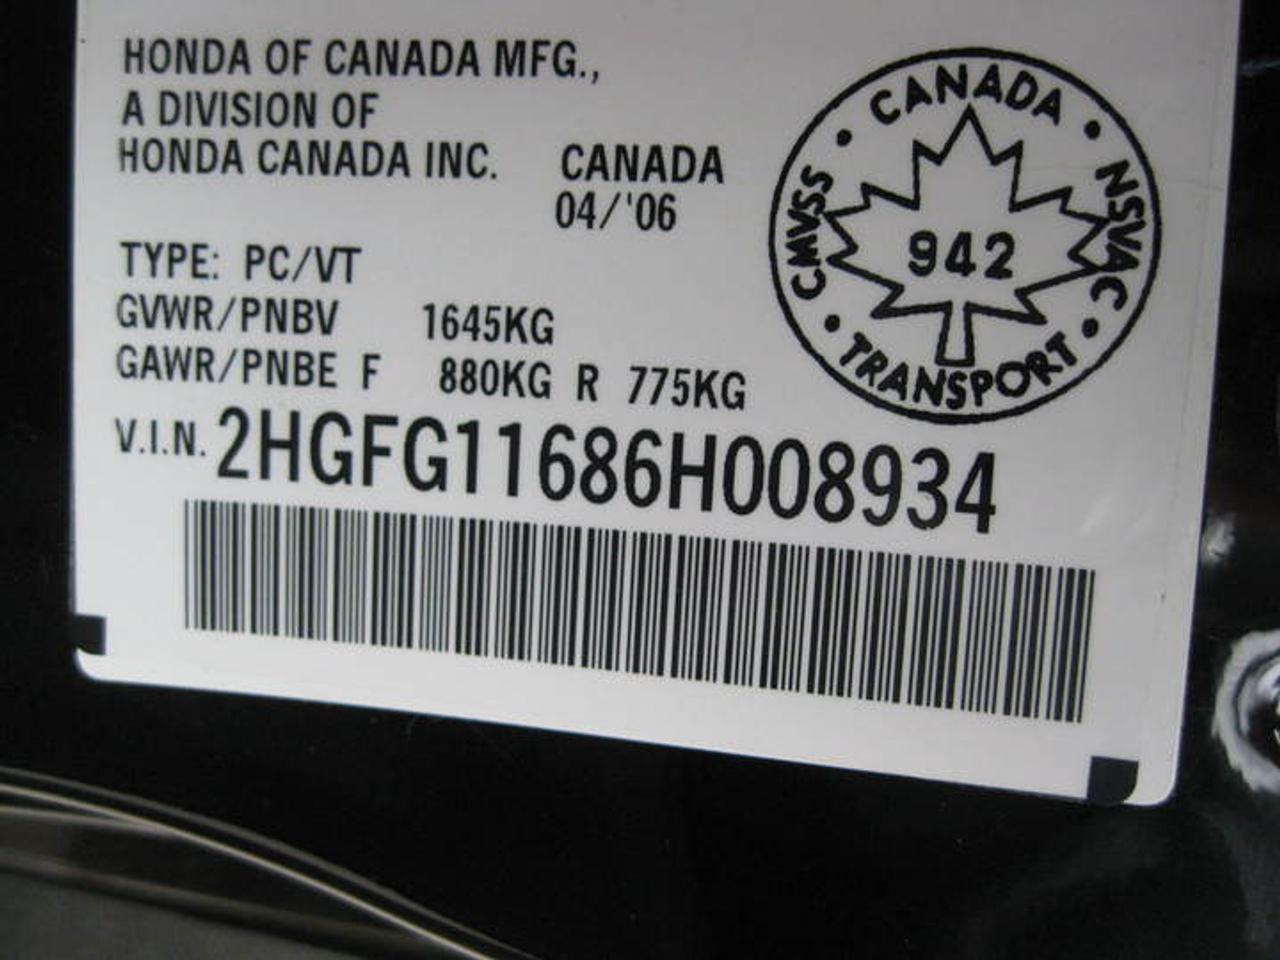 HONDA OF CANADA MFG.,
A DIVISION OF
HONDA CANADA INC. CANADA
04/'06
TYPE: PC/VT
GVWR/PNBV 1645KG
GAWR/PNBE F 880KG R 775KG
V.I.N. 2HGFG11686H008934
CANADA
CMVSS
942
NSVAC
TRANSPORT